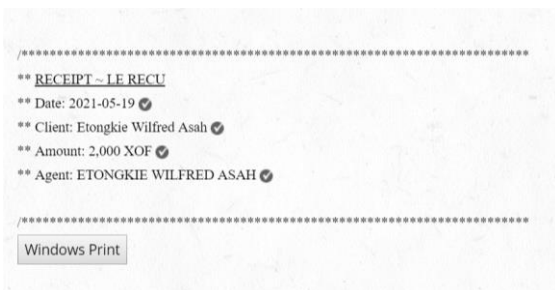 /************************************************************************
** RECEIPT ~ LE RECU
** Date: 2021-05-19
** Client: Etongkie Wilfred Asah
** Amount: 2,000 XOF
** Agent: ETONGKIE WILFRED ASAH
/************************************************************************
Windows Print